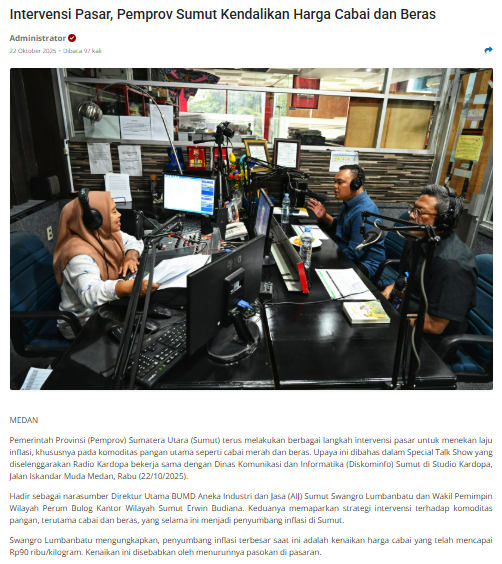 Intervensi Pasar, Pemprov Sumut Kendalikan Harga Cabai dan Beras
Administrator
22 Oktober 2025 • Dibaca 97 kali
MEDAN
Pemerintah Provinsi (Pemprov) Sumatera Utara (Sumut) terus melakukan berbagai langkah intervensi pasar untuk menekan laju
inflasi, khususnya pada komoditas pangan utama seperti cabai merah dan beras. Upaya ini dibahas dalam Special Talk Show yang
diselenggarakan Radio Kardopa bekerja sama dengan Dinas Komunikasi dan Informatika (Diskominfo) Sumut di Studio Kardopa,
Jalan Iskandar Muda Medan, Rabu (22/10/2025).
Hadir sebagai narasumber Direktur Utama BUMD Aneka Industri dan Jasa (AIJ) Sumut Swangro Lumbanbatu dan Wakil Pemimpin
Wilayah Perum Bulog Kantor Wilayah Sumut Erwin Budiana. Keduanya memaparkan strategi intervensi terhadap komoditas
pangan, terutama cabai dan beras, yang selama ini menjadi penyumbang inflasi di Sumut.
Swangro Lumbanbatu mengungkapkan, penyumbang inflasi terbesar saat ini adalah kenaikan harga cabai yang telah mencapai
Rp90 ribu/kilogram. Kenaikan ini disebabkan oleh menurunnya pasokan di pasaran.